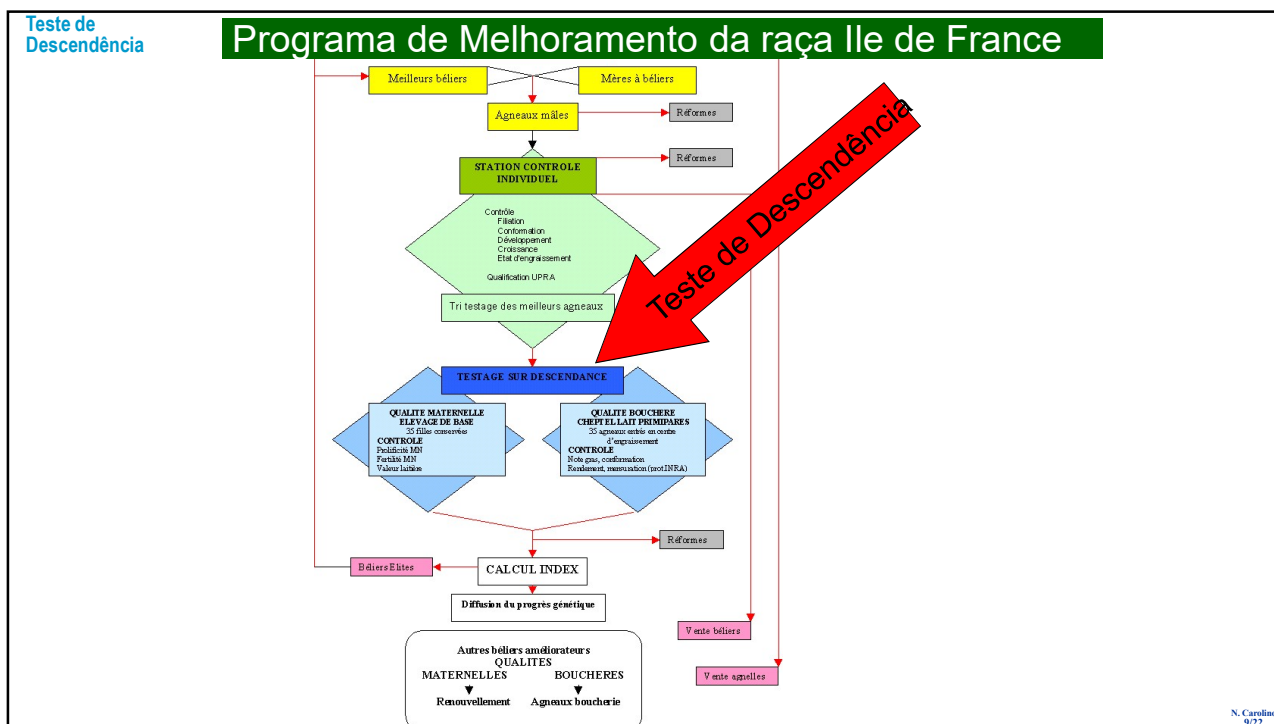 Teste de
Descendência
Programa de Melhoramento da raça Ile de France
Meilleurs béliers
Mères à béliers
Agneaux mâles
Réformes
Réformes
STATION CONTROLE
INDIVIDUEL
Contrôle
Filiation
Conformation
Développement
Croissance
Etat d'engraissement
Qualification UPRA
Tri testage des meilleurs agneaux
Teste de Descendência
TESTAGE SUR DESCENDANCE
QUALITE MATERNELLE
ELEVAGE DE BASE
35 filles conservées
CONTROLE
Prolificité MN
Fertilité MN
Valeur laitière
QUALITE BOUCHERE
CHEPTEL LAIT PRIMIPARES
35 agneaux entrés en centre
d'engraissement
CONTROLE
Note gras, conformation
Rendement, mensuration (prot.INRA)
Réformes
Béliers Elites
CALCUL INDEX
Diffusion du progrès génétique
Vente béliers
Autres béliers améliorateurs
QUALITES
MATERNELLES BOUCHERES
Renouvellement Agneaux boucherie
Vente agnelles
N. Carolino
9/22